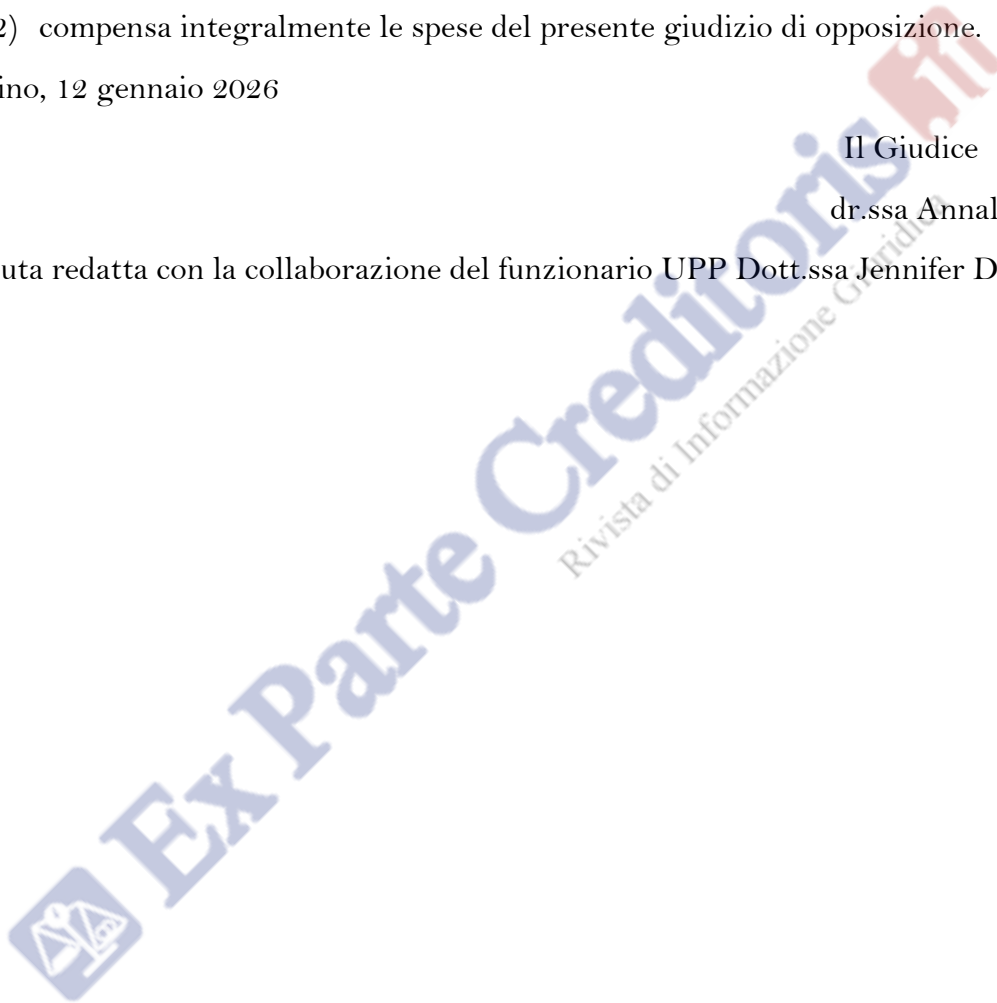 2) compensa integralmente le spese del presente giudizio di opposizione.
ino, 12 gennaio 2026
Il Giudice
dr.ssa Annal
uta redatta con la collaborazione del funzionario UPP Dott.ssa Jennifer D
Ex Parte Creditoris.it
Rivista di Informazione Giuridica